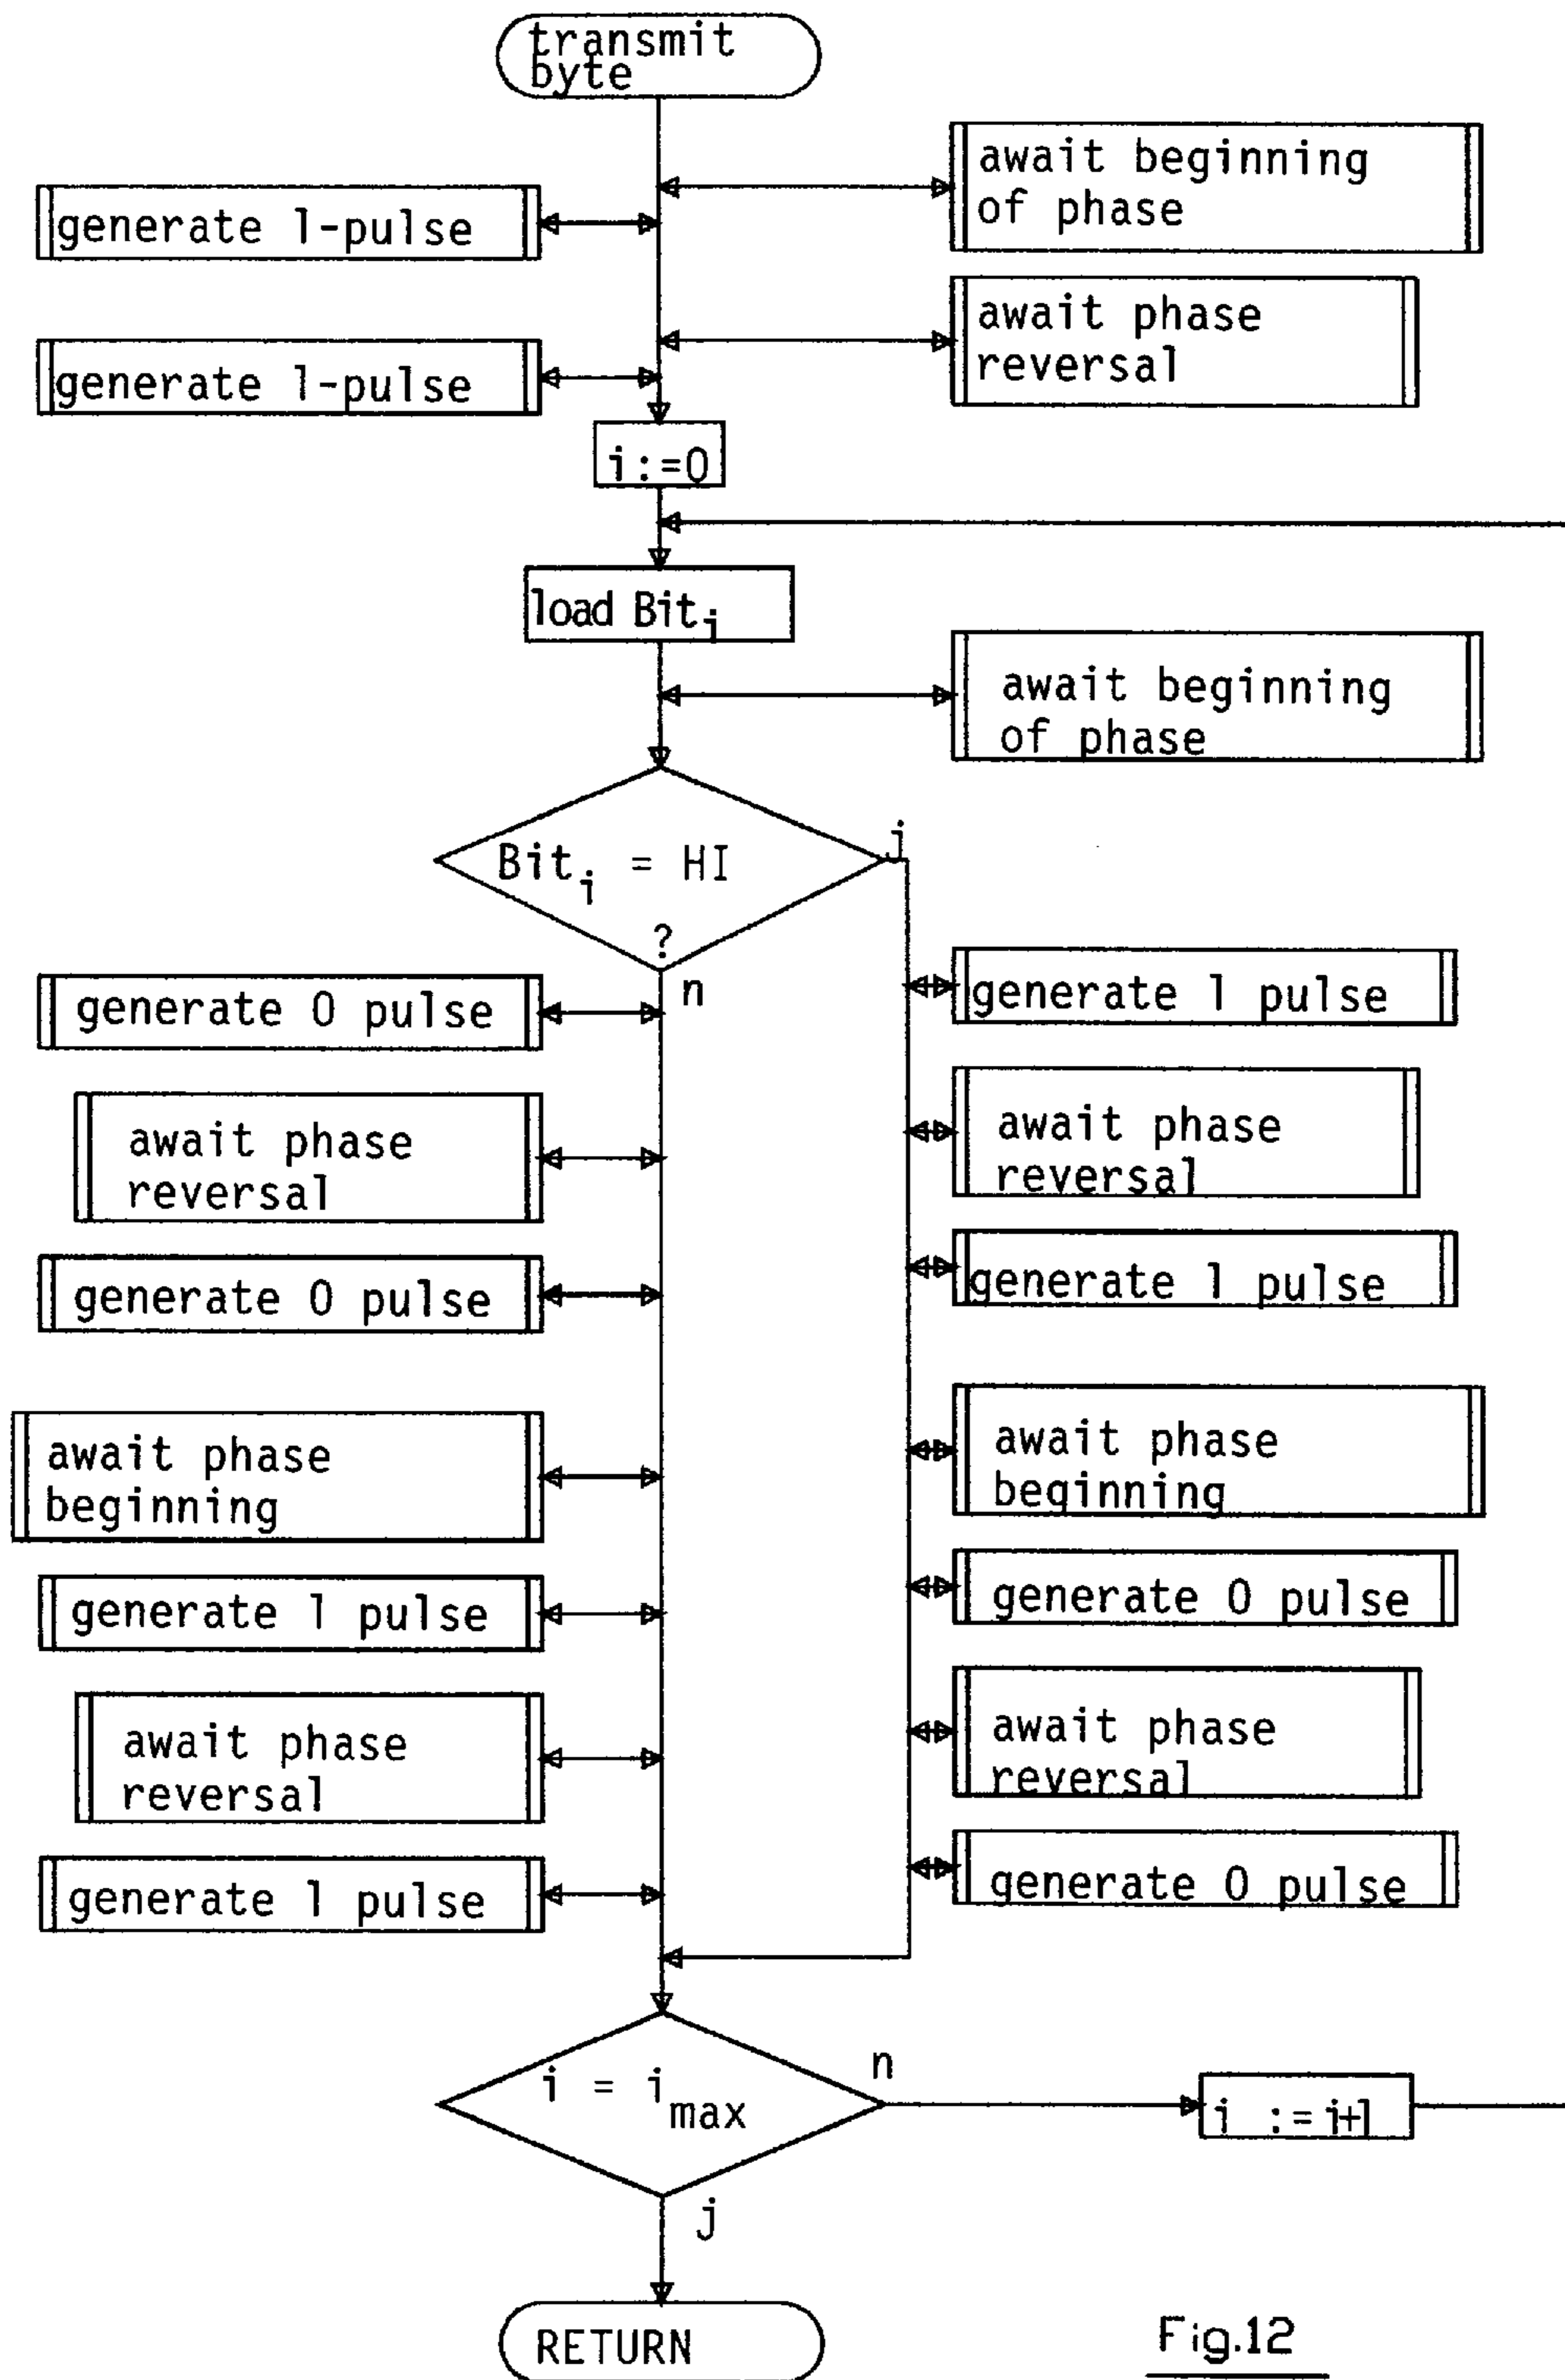 transmit
byte
await beginning
of phase
generate 1-pulse
await phase
reversal
generate 1-pulse
i:=0
load Bit i
await beginning
of phase
Bit i = HI
?
j
n
generate 0 pulse
generate 1 pulse
await phase
reversal
await phase
reversal
generate 0 pulse
generate 1 pulse
await phase
beginning
await phase
beginning
generate 1 pulse
generate 0 pulse
await phase
reversal
await phase
reversal
generate 1 pulse
generate 0 pulse
i = i max
n
i := i+1
j
RETURN
Fig.12